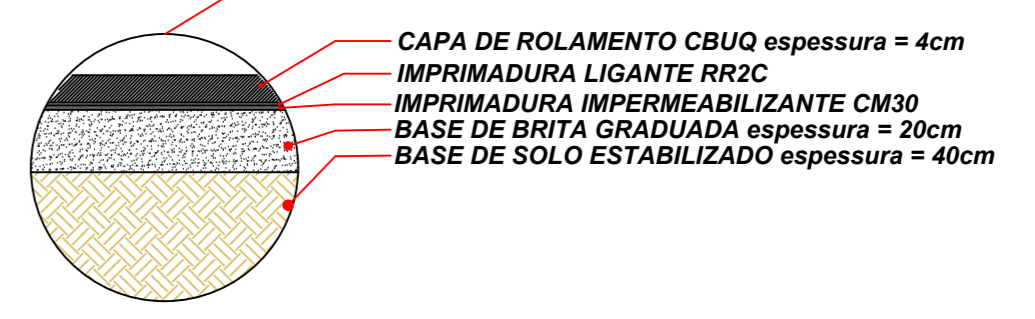 CAPA DE ROLAMENTO CBUQ espessura = 4cm
IMPRIMADURA LIGANTE RR2C
IMPRIMADURA IMPERMEABILIZANTE CM30
BASE DE BRITA GRADUADA espessura = 20cm
BASE DE SOLO ESTABILIZADO espessura = 40cm